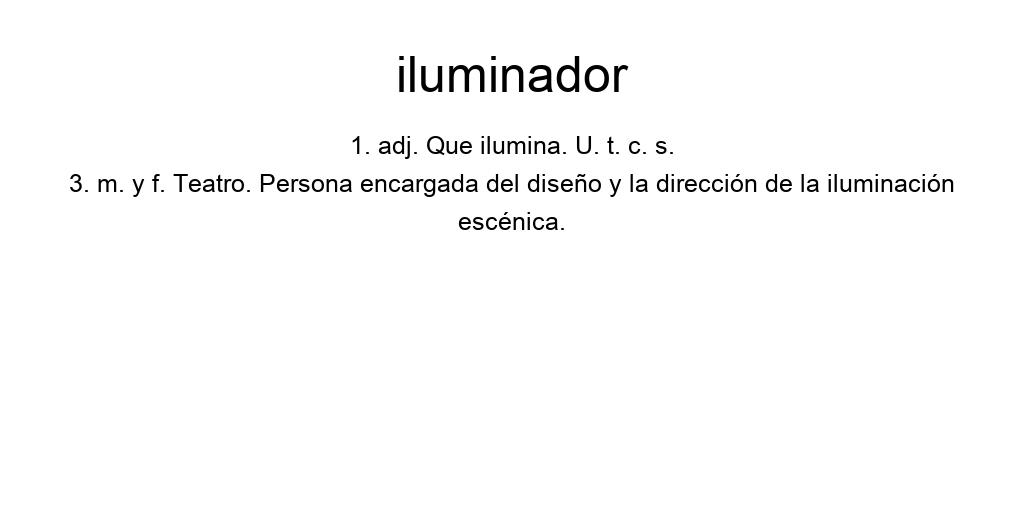 iluminador
1. adj. Que ilumina. U. t. c. s.
3. m. y f. Teatro. Persona encargada del diseño y la dirección de la iluminación
escénica.